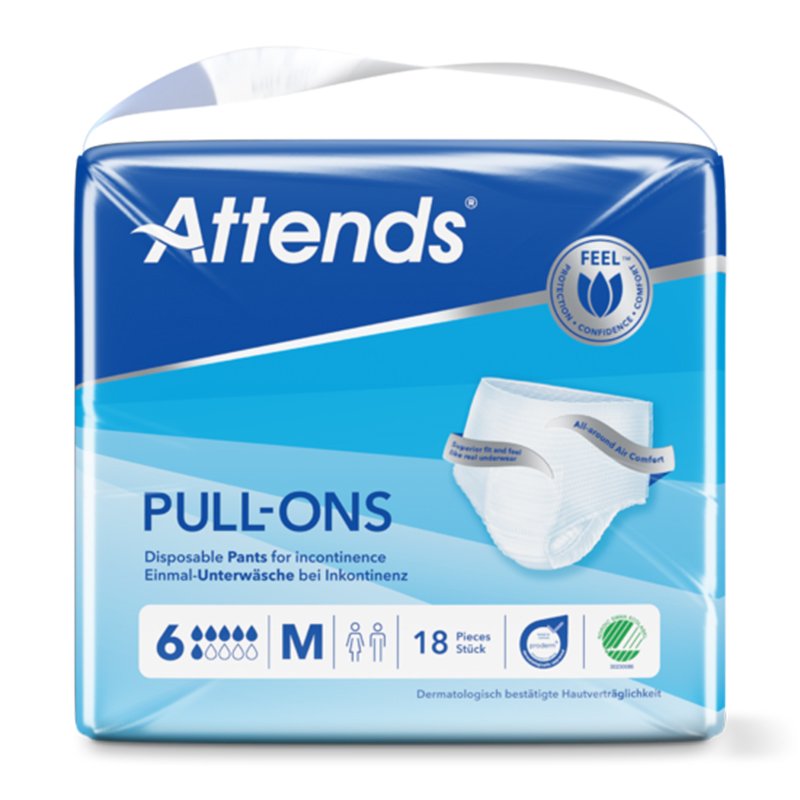 Attends®
FEEL™
PROTECTION • CONFIDENCE • COMFORT
Superior fit and feel
like real underwear
All-around Air Comfort
PULL-ONS
Disposable Pants for incontinence
Einmal-Unterwäsche bei Inkontinenz
6
M
18
Pieces
Stück
proderm®
Dermatologisch bestätigte Hautverträglichkeit